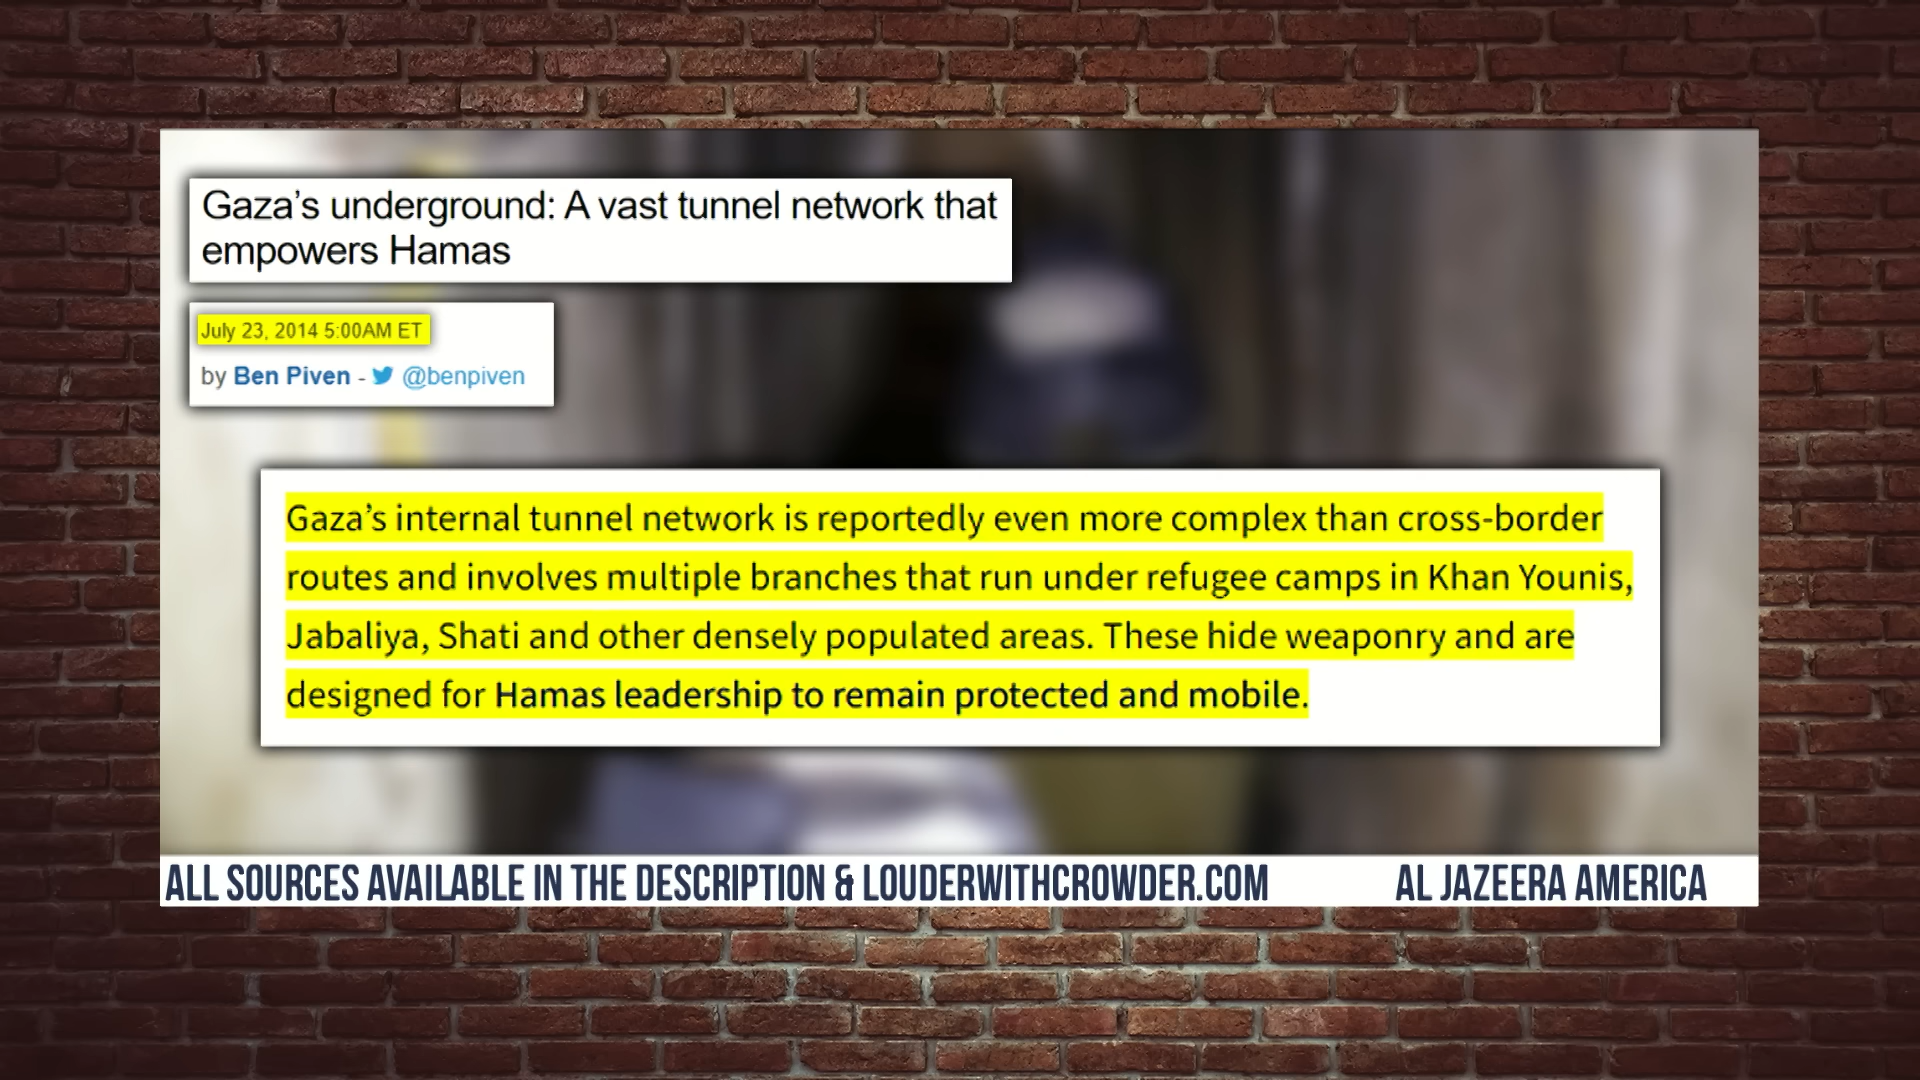 Gaza’s underground: A vast tunnel network that
empowers Hamas
July 23, 2014 5:00AM ET
by Ben Piven - @benpiven
Gaza’s internal tunnel network is reportedly even more complex than cross-border
routes and involves multiple branches that run under refugee camps in Khan Younis,
Jabaliya, Shati and other densely populated areas. These hide weaponry and are
designed for Hamas leadership to remain protected and mobile.
ALL SOURCES AVAILABLE IN THE DESCRIPTION & LOUDERWITHCROWDER.COM
AL JAZEERA AMERICA